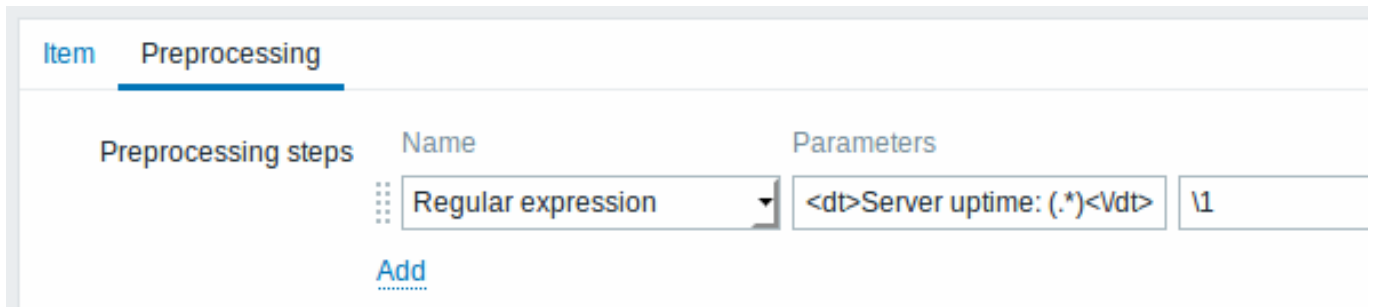 Item Preprocessing
Preprocessing steps Name Parameters
Regular expression <dt>Server uptime: (.*)<\/dt> \1
Add